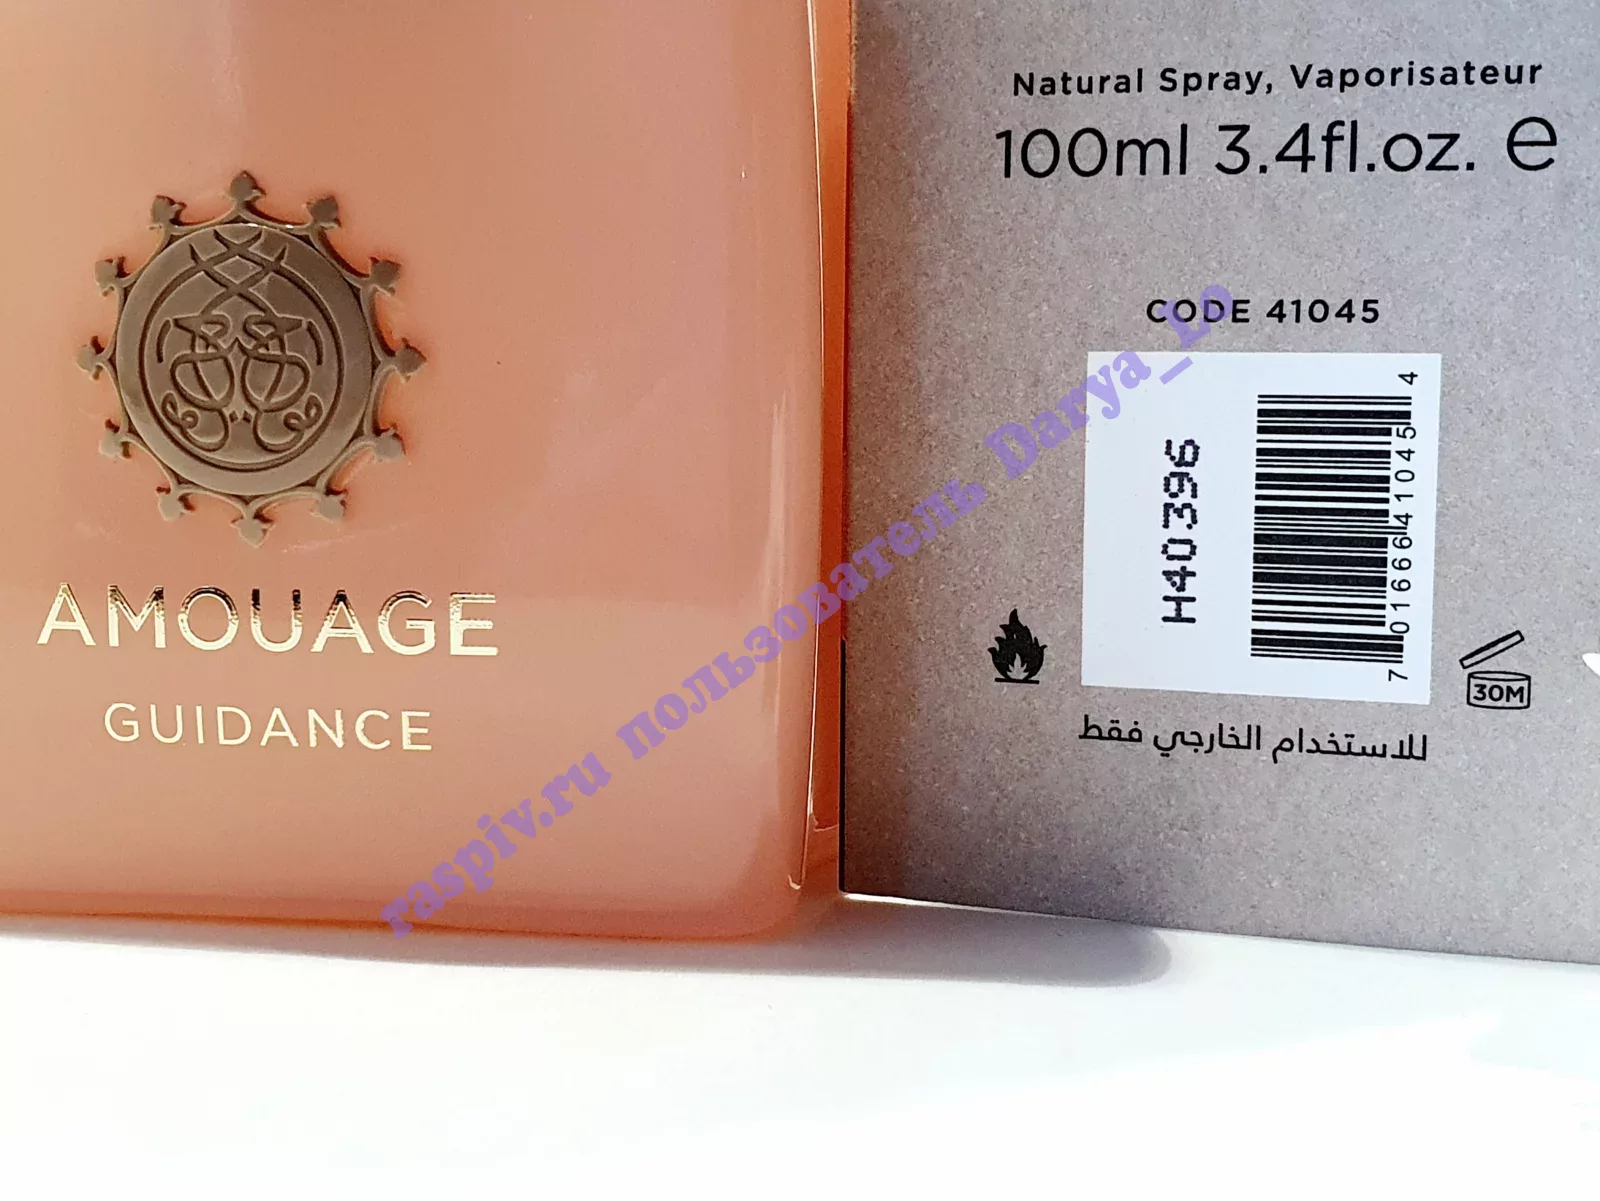 AMOUAGE
GUIDANCE
Natural Spray, Vaporisateur
100ml 3.4fl.oz. e
CODE 41045
H40396
7 01666 41045 4
30M
للاستخدام الخارجي فقط
raspiv.ru пользователь Darya_Lo